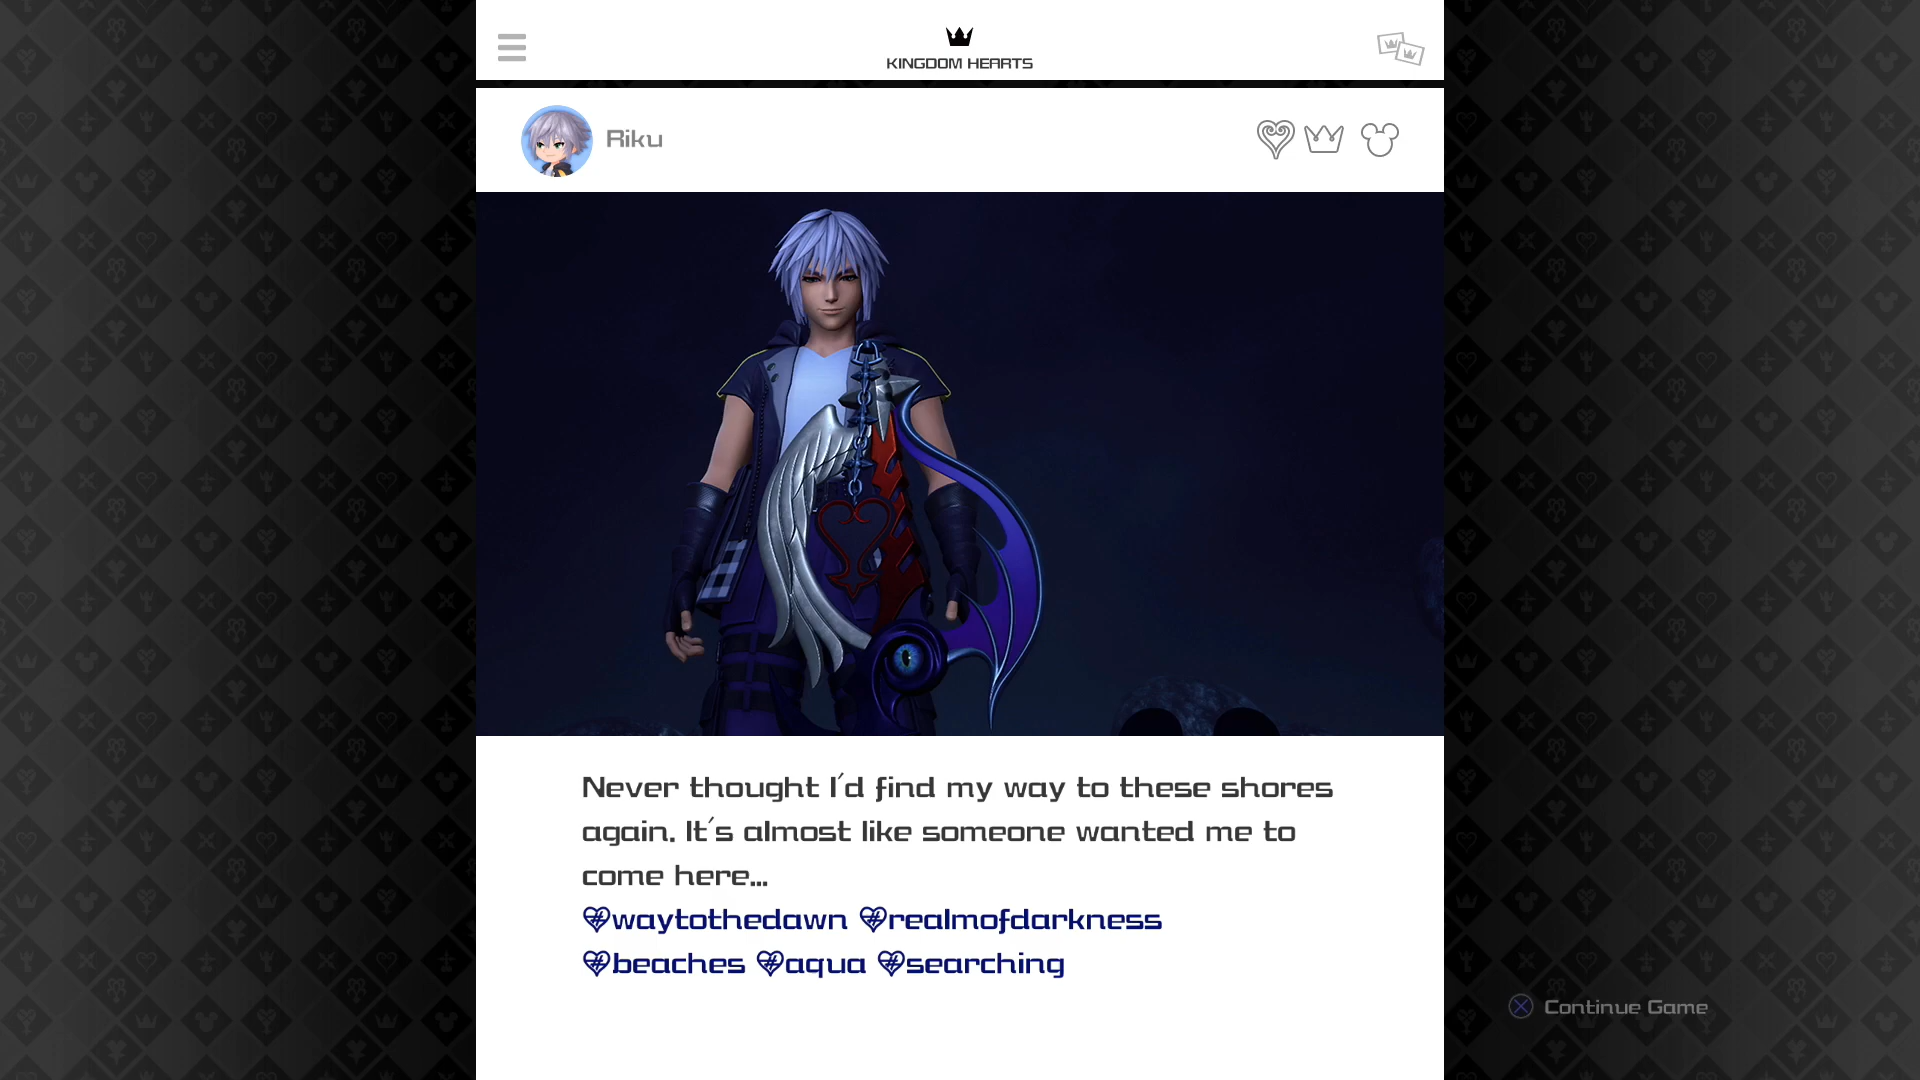 KINGDOM HEARTS
Riku
Never thought I'd find my way to these shores
again. It's almost like someone wanted me to
come here...
#waytothedawn #realmofdarkness
#beaches #aqua #searching
Continue Game